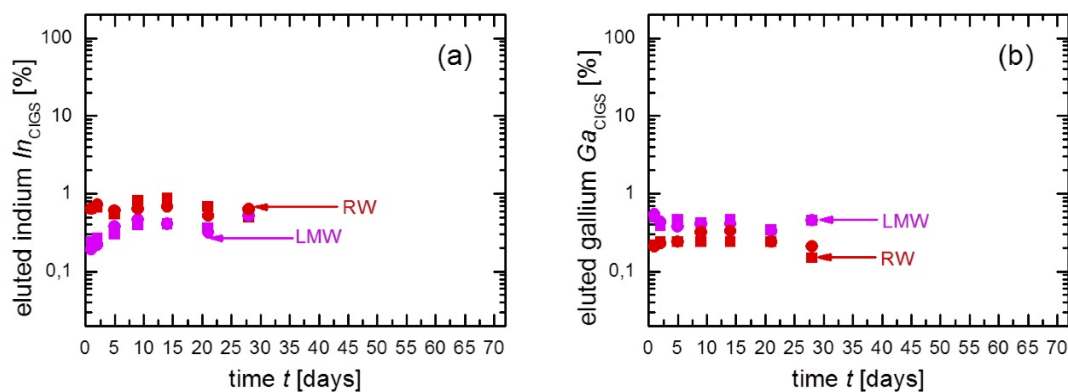 (a)
eluted indium In_CIGS [%]
100
10
1
0,1
RW
LMW
0 5 10 15 20 25 30 35 40 45 50 55 60 65 70
time t [days]
(b)
eluted gallium Ga_CIGS [%]
100
10
1
0,1
LMW
RW
0 5 10 15 20 25 30 35 40 45 50 55 60 65 70
time t [days]